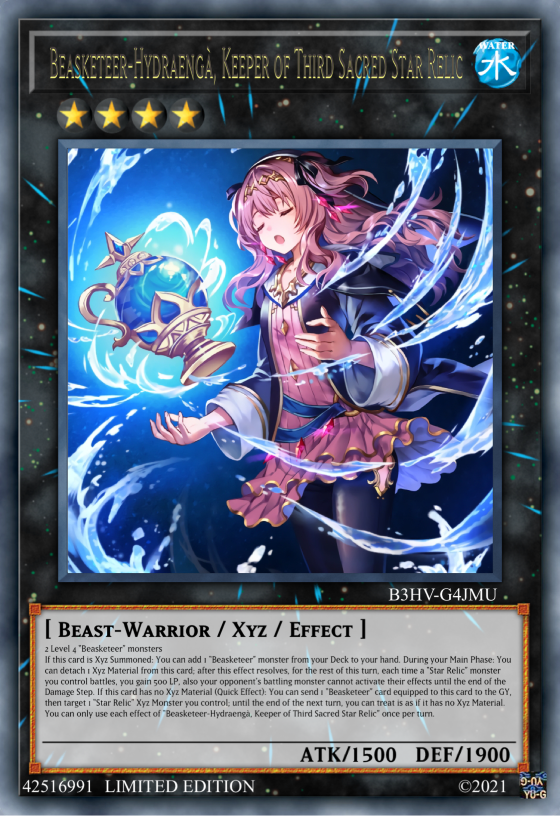 Beasketeer-Hydraengà, Keeper of Third Sacred Star Relic
WATER
水
B3HV-G4JMU
[ Beast-Warrior / Xyz / Effect ]
2 Level 4 "Beasketeer" monsters
If this card is Xyz Summoned: You can add 1 "Beasketeer" monster from your Deck to your hand. During your Main Phase: You
can detach 1 Xyz Material from this card; after this effect resolves, for the rest of this turn, each time a "Star Relic" monster
you control battles, you gain 500 LP, also your opponent's battling monster cannot activate their effects until the end of the
Damage Step. If this card has no Xyz Material (Quick Effect): You can send 1 "Beasketeer" card equipped to this card to the GY,
then target 1 "Star Relic" Xyz Monster you control; until the end of the next turn, you can treat is as if it has no Xyz Material.
You can only use each effect of "Beasketeer-Hydraengà, Keeper of Third Sacred Star Relic" once per turn.
ATK/1500 DEF/1900
42516991 LIMITED EDITION
©2021
YU-G